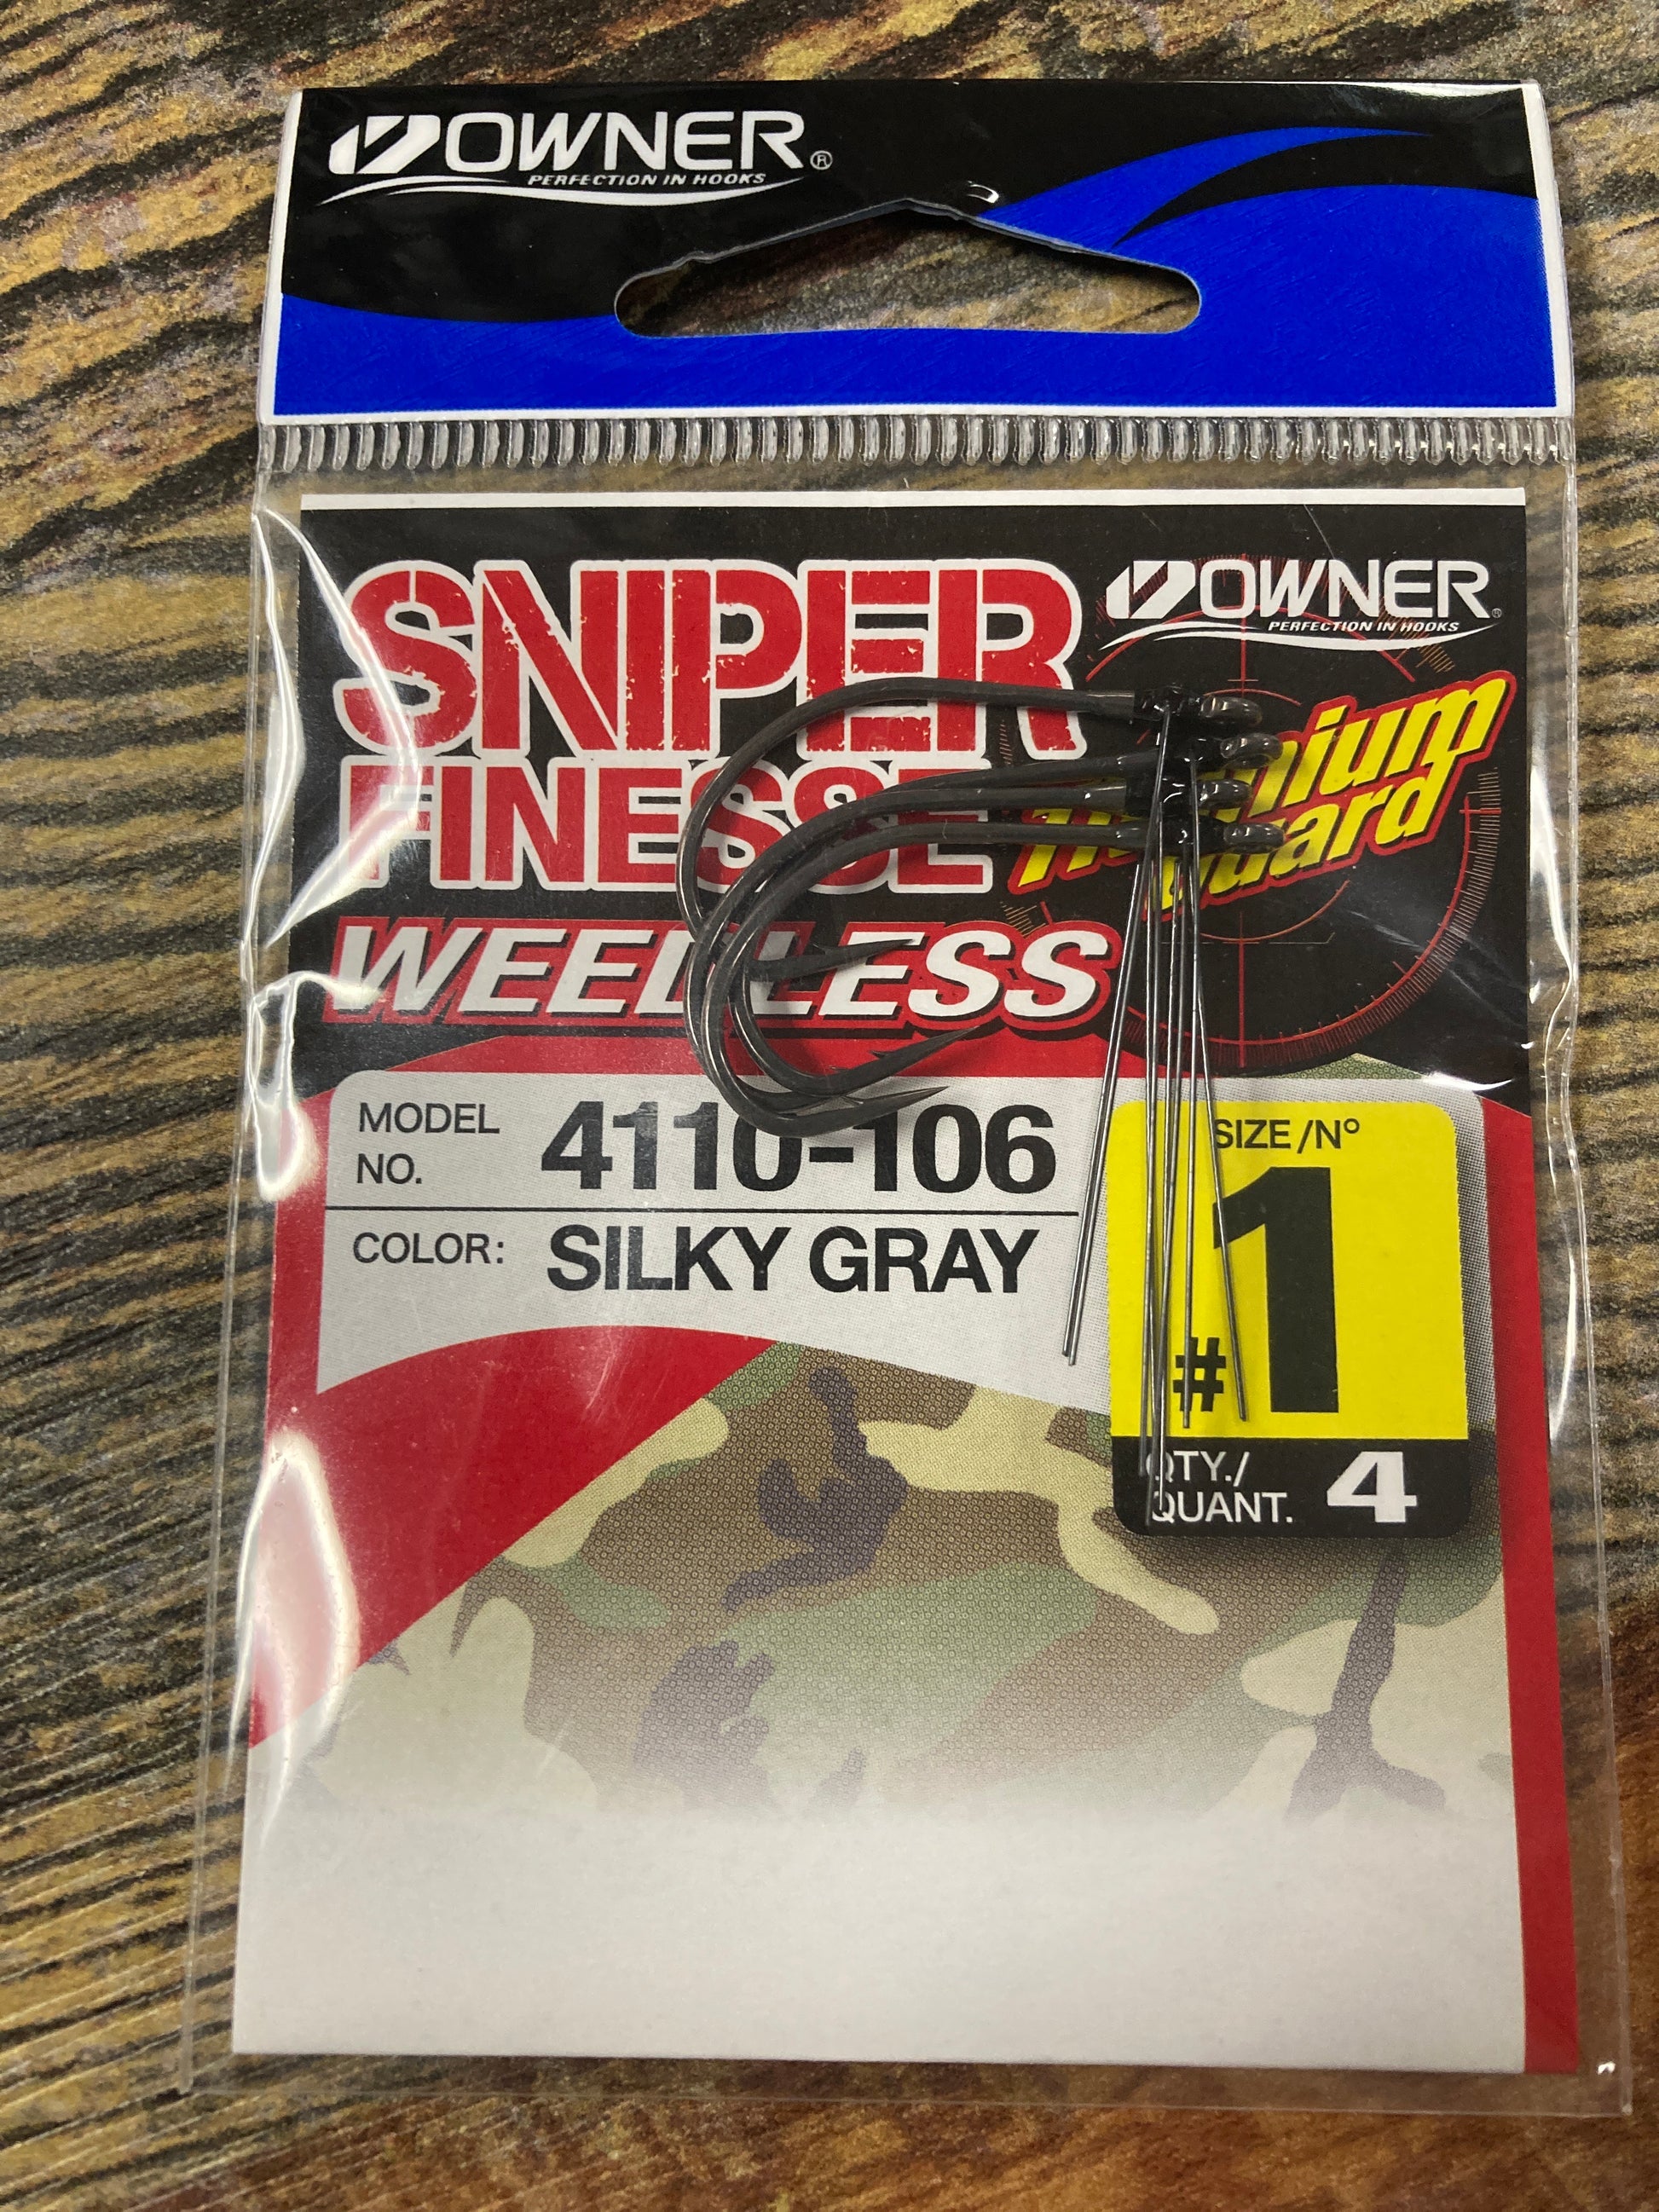 OWNER®
PERFECTION IN HOOKS
SNIPER
OWNER®
PERFECTION IN HOOKS
FINESSE
WEEDLESS
MODEL NO. 4110-106
COLOR: SILKY GRAY
SIZE/Nº
#1
QTY./
QUANT. 4